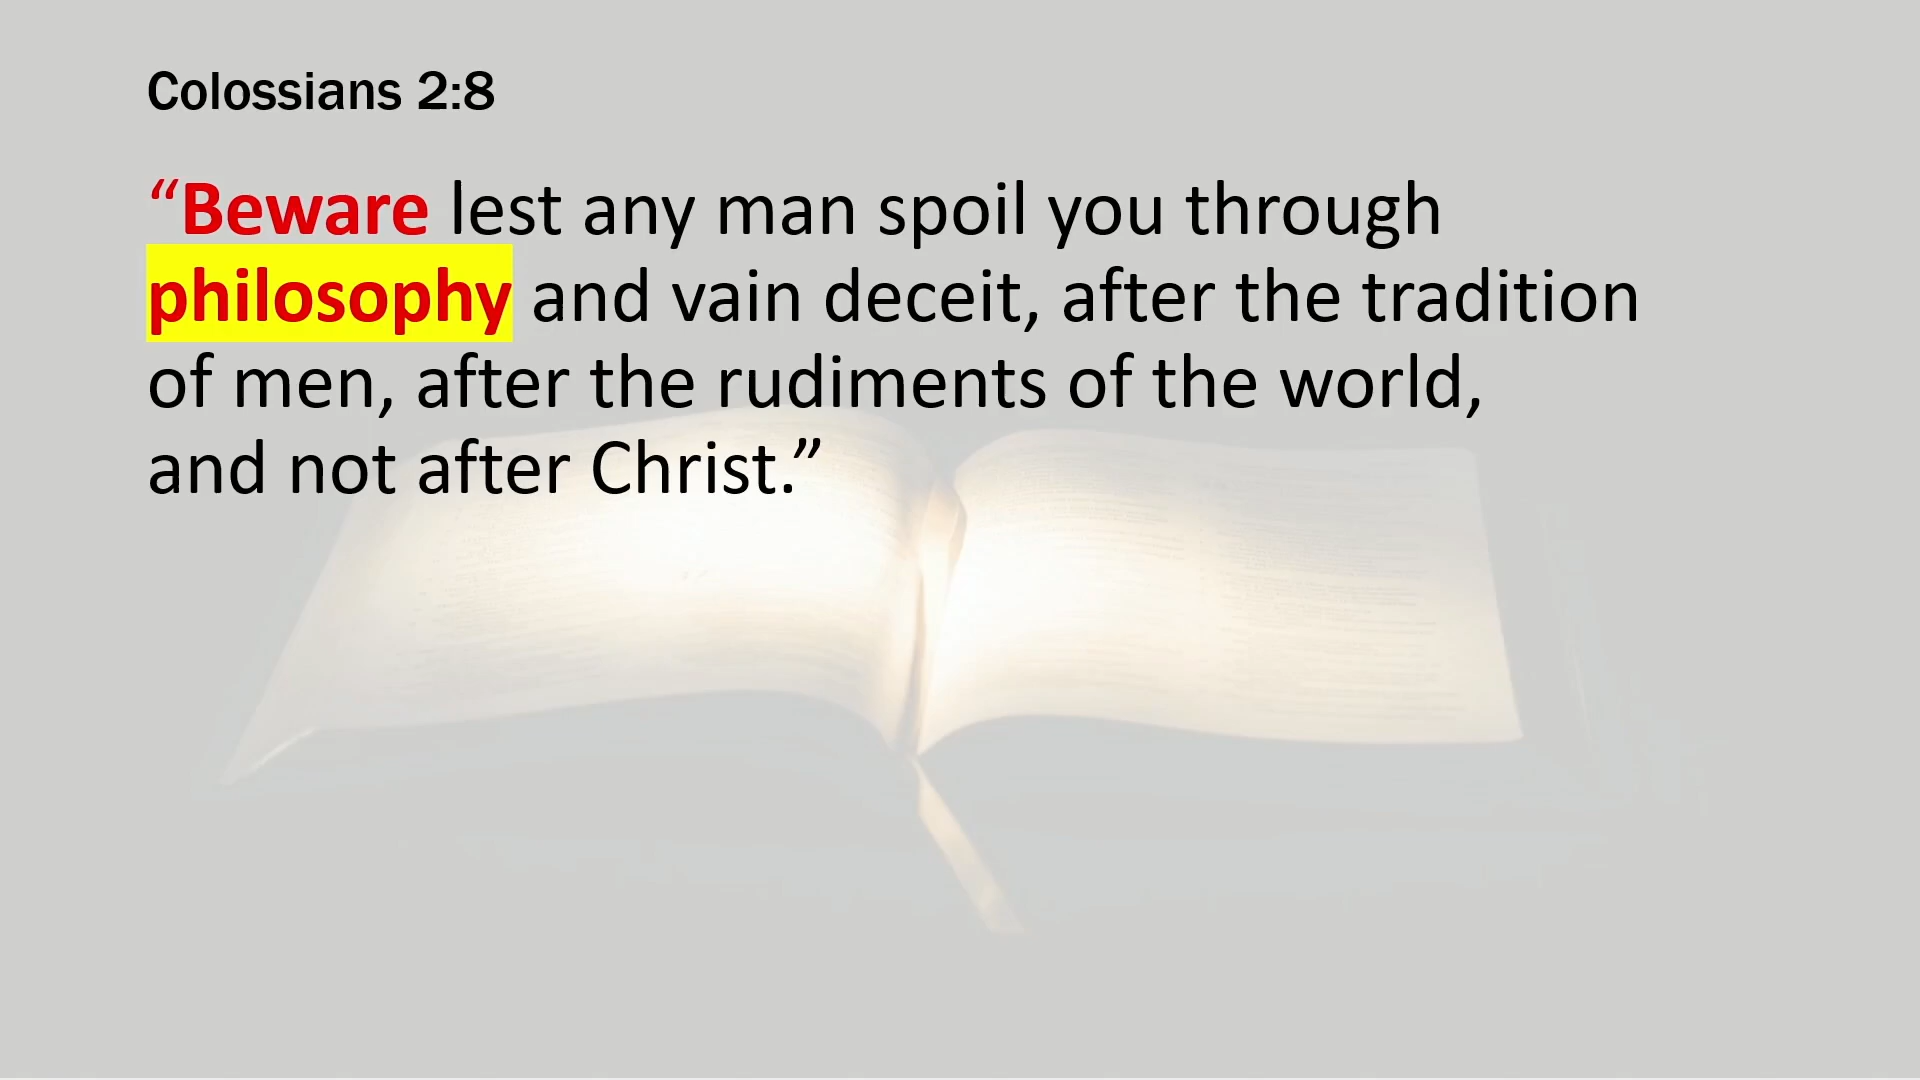 Colossians 2:8
“Beware lest any man spoil you through
philosophy and vain deceit, after the tradition
of men, after the rudiments of the world,
and not after Christ.”